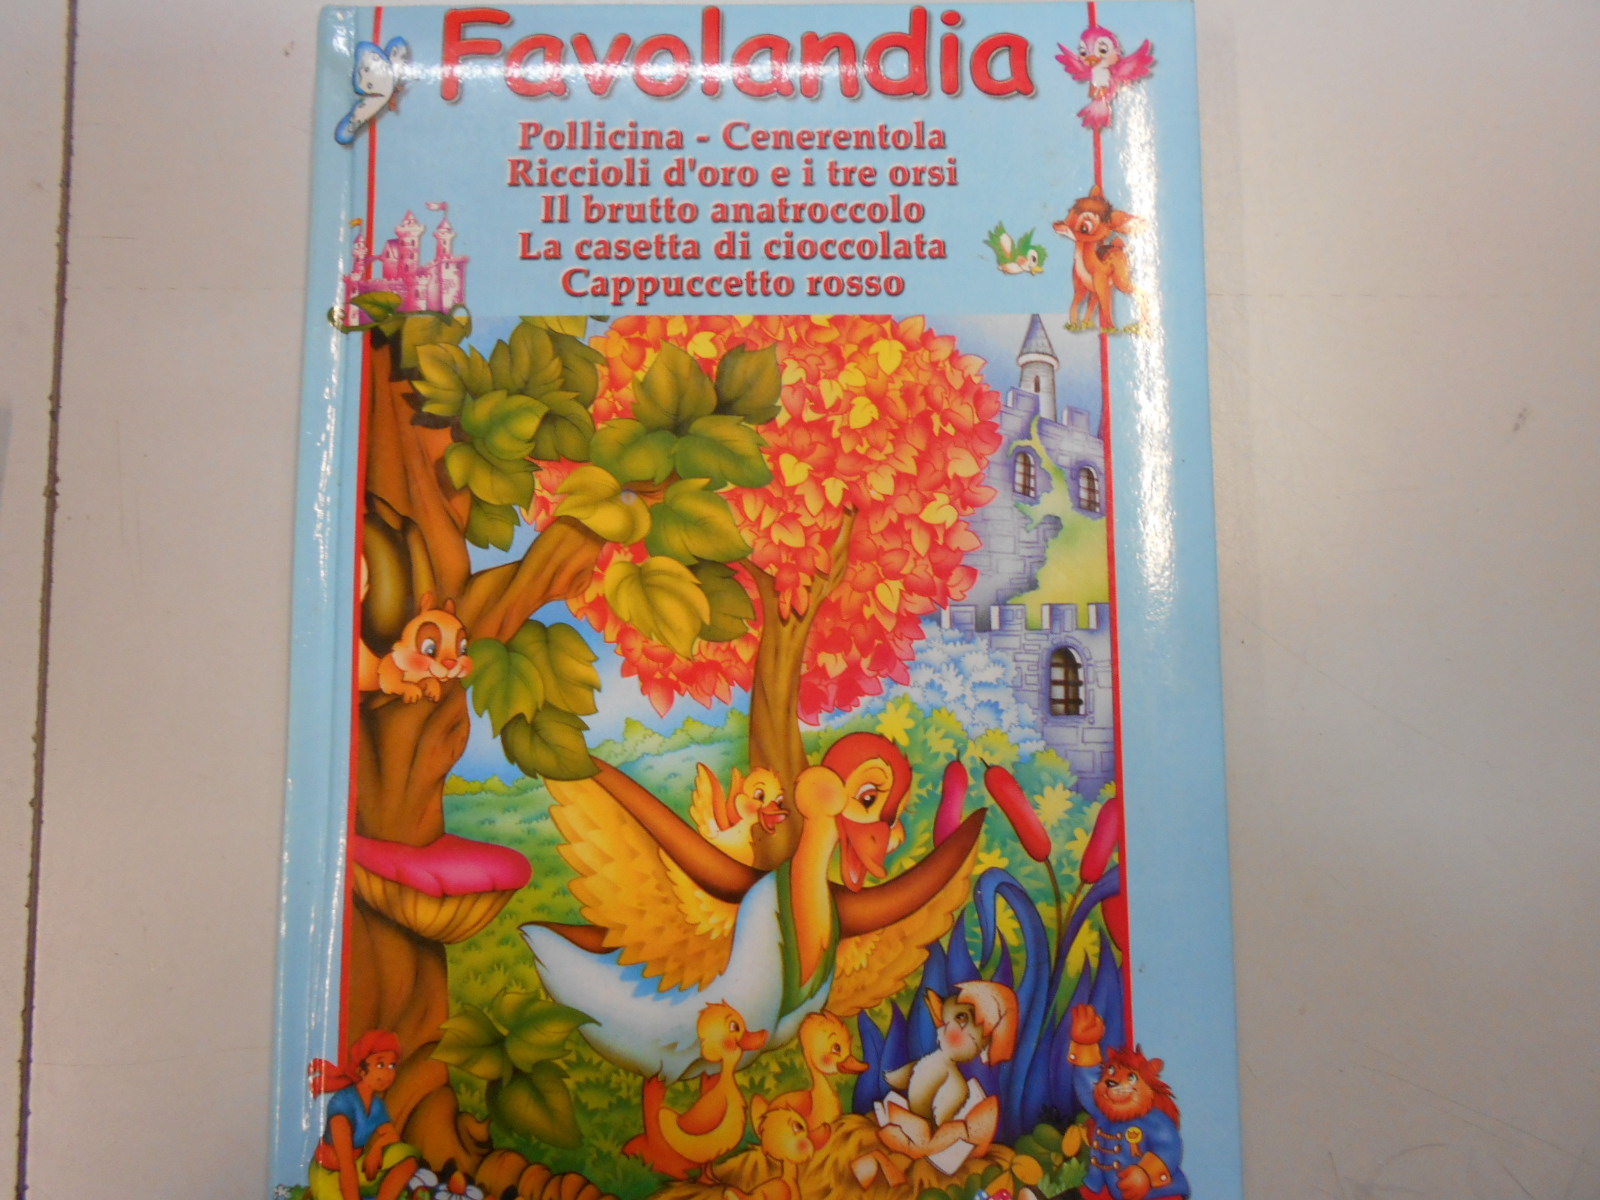 Favolandia
Pollicina - Cenerentola
Riccioli d'oro e i tre orsi
Il brutto anatroccolo
La casetta di cioccolata
Cappuccetto rosso